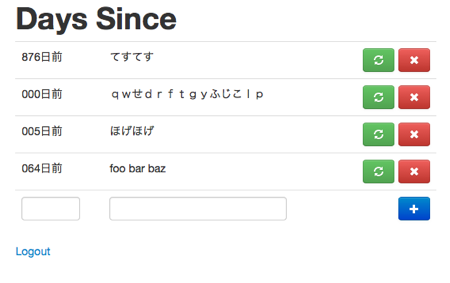 Days Since
876日前 てすてす
000日前 ｑｗせｄｒｆｔｇｙふじこｌｐ
005日前 ほげほげ
064日前 foo bar baz
Logout